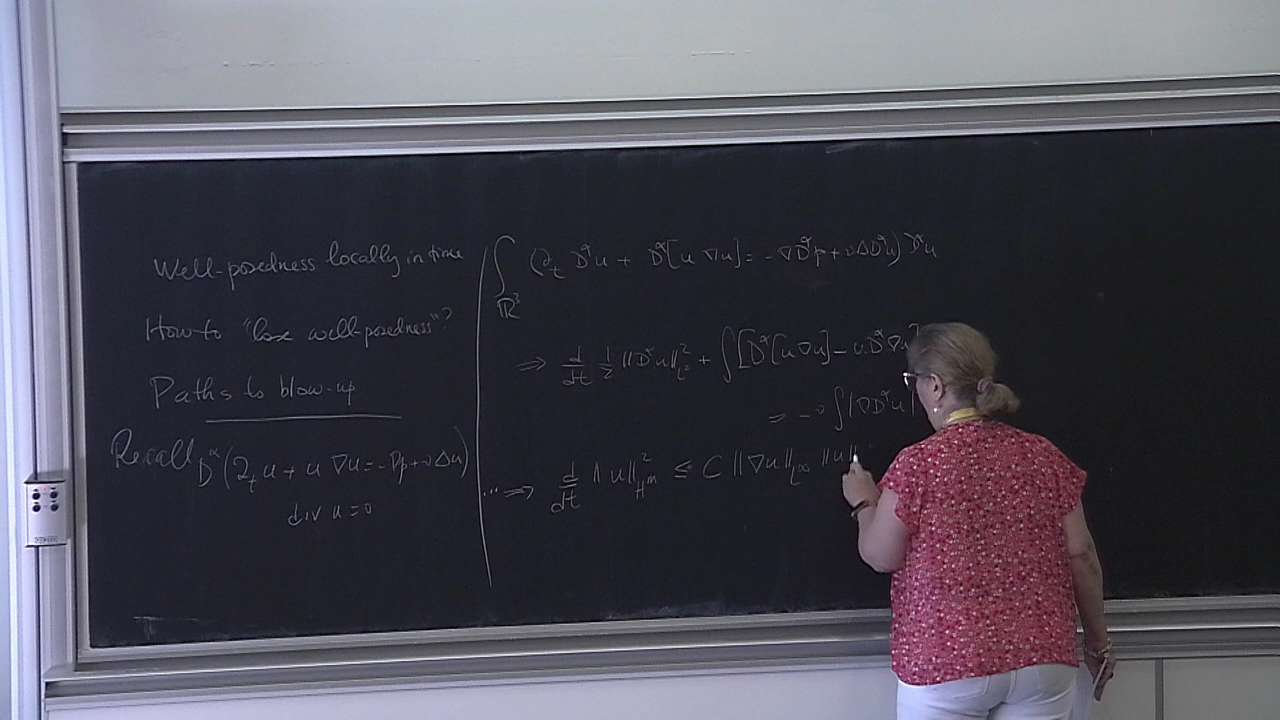 Well-posedness locally in time
How to "lose well-posedness"?
Paths to blow-up
Recall D^α (∂_t u + u ∇u = -∇p + ν Δu)
div u = 0
∫_{ℝ³} (∂_t D^α u + D^α[u ∇u] = -∇D^α p + ν Δ D^α u) D^α u
⇒ d/dt 1/2 ‖D^α u‖²_{L²} + ∫ [D^α[u ∇u] - u D^α ∇u
= -ν ∫ |∇D^α u|
... ⇒ d/dt ‖u‖²_{H^m} ≤ C ‖∇u‖_{L^∞} ‖u‖